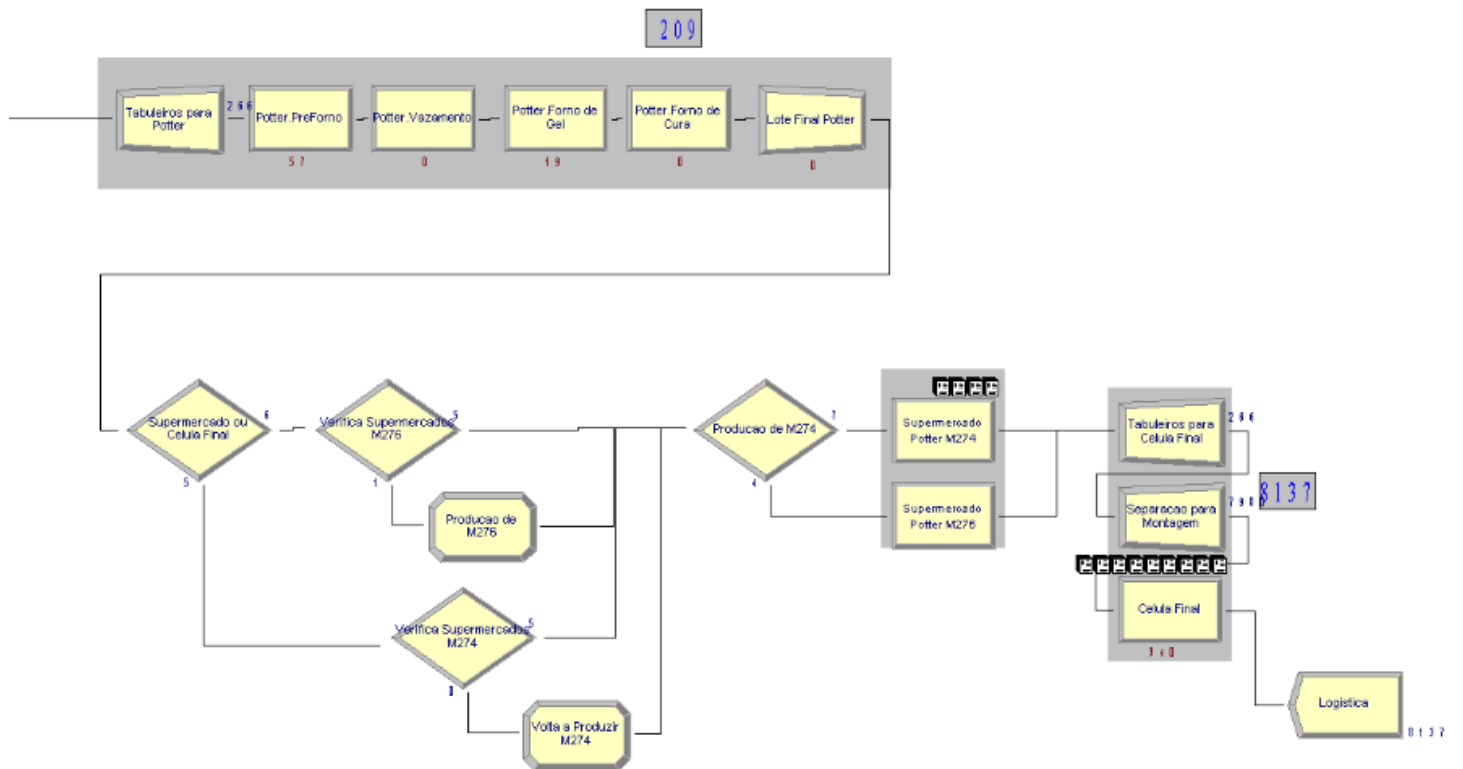 209
Tabuleiros para
Potter
266
Potter.PreForno
57
Potter.Vazamento
0
Potter.Forno de
Gel
19
Potter.Forno de
Cura
0
Lote Final Potter
0
Supermercado ou
Celula Final
6
5
Verifica Supermercados
M276
5
1
Producao de
M276
Verifica Supermercados
M274
5
0
Volta a Produzir
M274
Producao de M274
7
4
Supermercado
Potter M274
Supermercado
Potter M276
Tabuleiros para
Celula Final
266
Separacao para
Montagem
8137
Celula Final
Logistica
8137